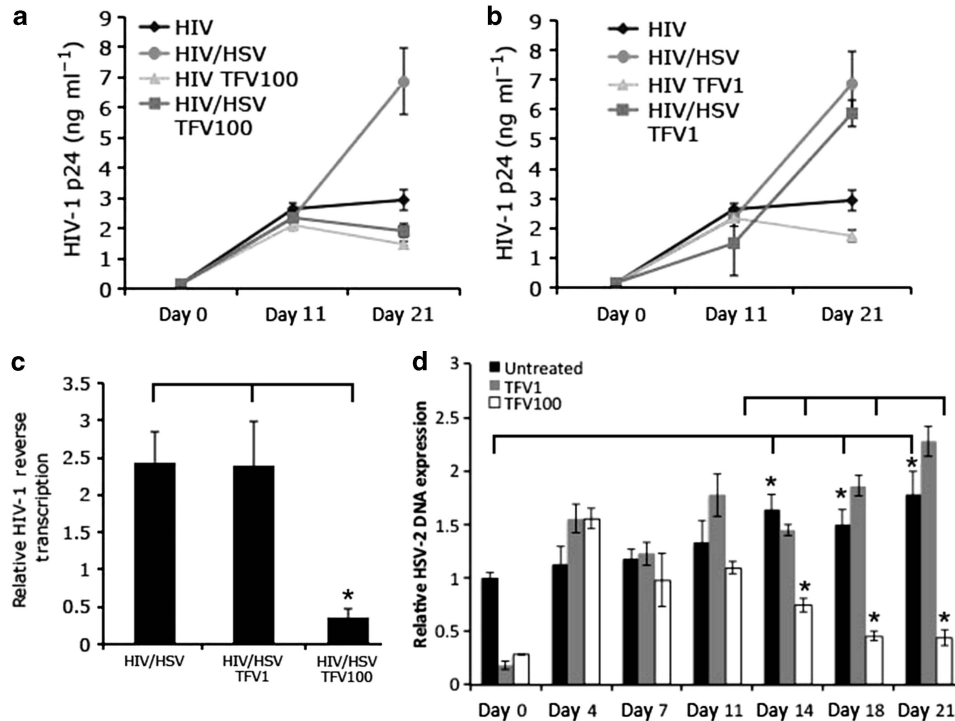 a
9
8
7
6
5
4
3
2
1
0
HIV-1 p24 (ng ml⁻¹)
HIV
HIV/HSV
HIV TFV100
HIV/HSV
TFV100
Day 0
Day 11
Day 21
b
9
8
7
6
5
4
3
2
1
0
HIV-1 p24 (ng ml⁻¹)
HIV
HIV/HSV
HIV TFV1
HIV/HSV
TFV1
Day 0
Day 11
Day 21
c
3.5
3
2.5
2
1.5
1
0.5
0
Relative HIV-1 reverse
transcription
*
HIV/HSV
HIV/HSV
TFV1
HIV/HSV
TFV100
d
3
2.5
2
1.5
1
0.5
0
Relative HSV-2 DNA expression
Untreated
TFV1
TFV100
*
*
*
*
*
*
Day 0
Day 4
Day 7
Day 11
Day 14
Day 18
Day 21